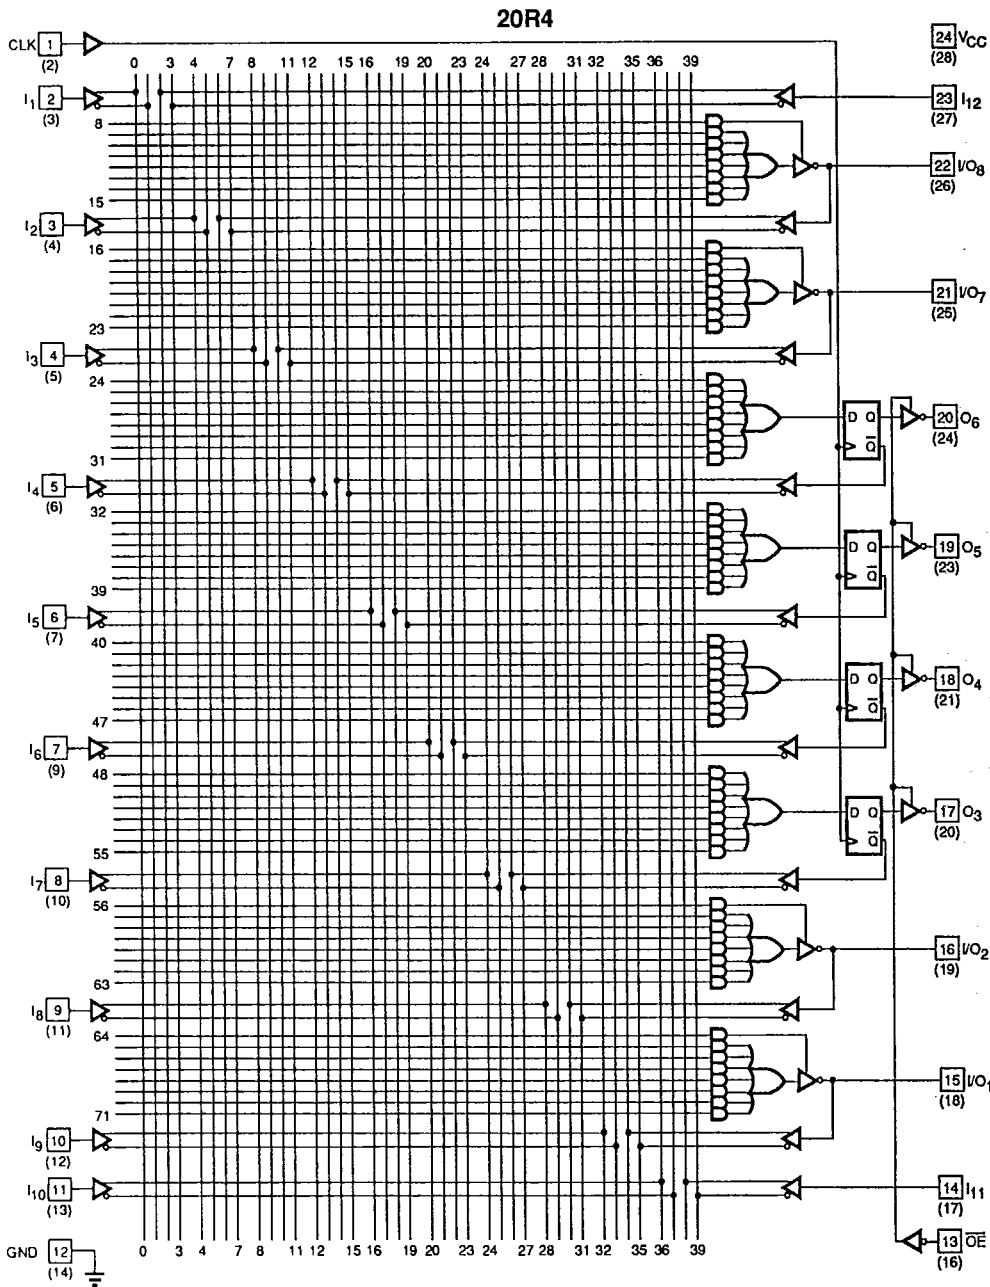 20R4
CLK 1 (2)
24 VCC (28)
0 3 4 7 8 11 12 15 16 19 20 23 24 27 28 31 32 35 36 39
I1 2 (3)
23 I12 (27)
8
22 I/O8 (26)
15
I2 3 (4)
16
21 I/O7 (25)
23
I3 4 (5)
24
D Q Q̅
20 O6 (24)
31
I4 5 (6)
32
D Q Q̅
19 O5 (23)
39
I5 6 (7)
40
D Q Q̅
18 O4 (21)
47
I6 7 (9)
48
D Q Q̅
17 O3 (20)
55
I7 8 (10)
56
16 I/O2 (19)
63
I8 9 (11)
64
15 I/O1 (18)
71
I9 10 (12)
I10 11 (13)
14 I11 (17)
0 3 4 7 8 11 12 15 16 19 20 23 24 27 28 31 32 35 36 39
GND 12 (14)
13 O̅E̅ (16)